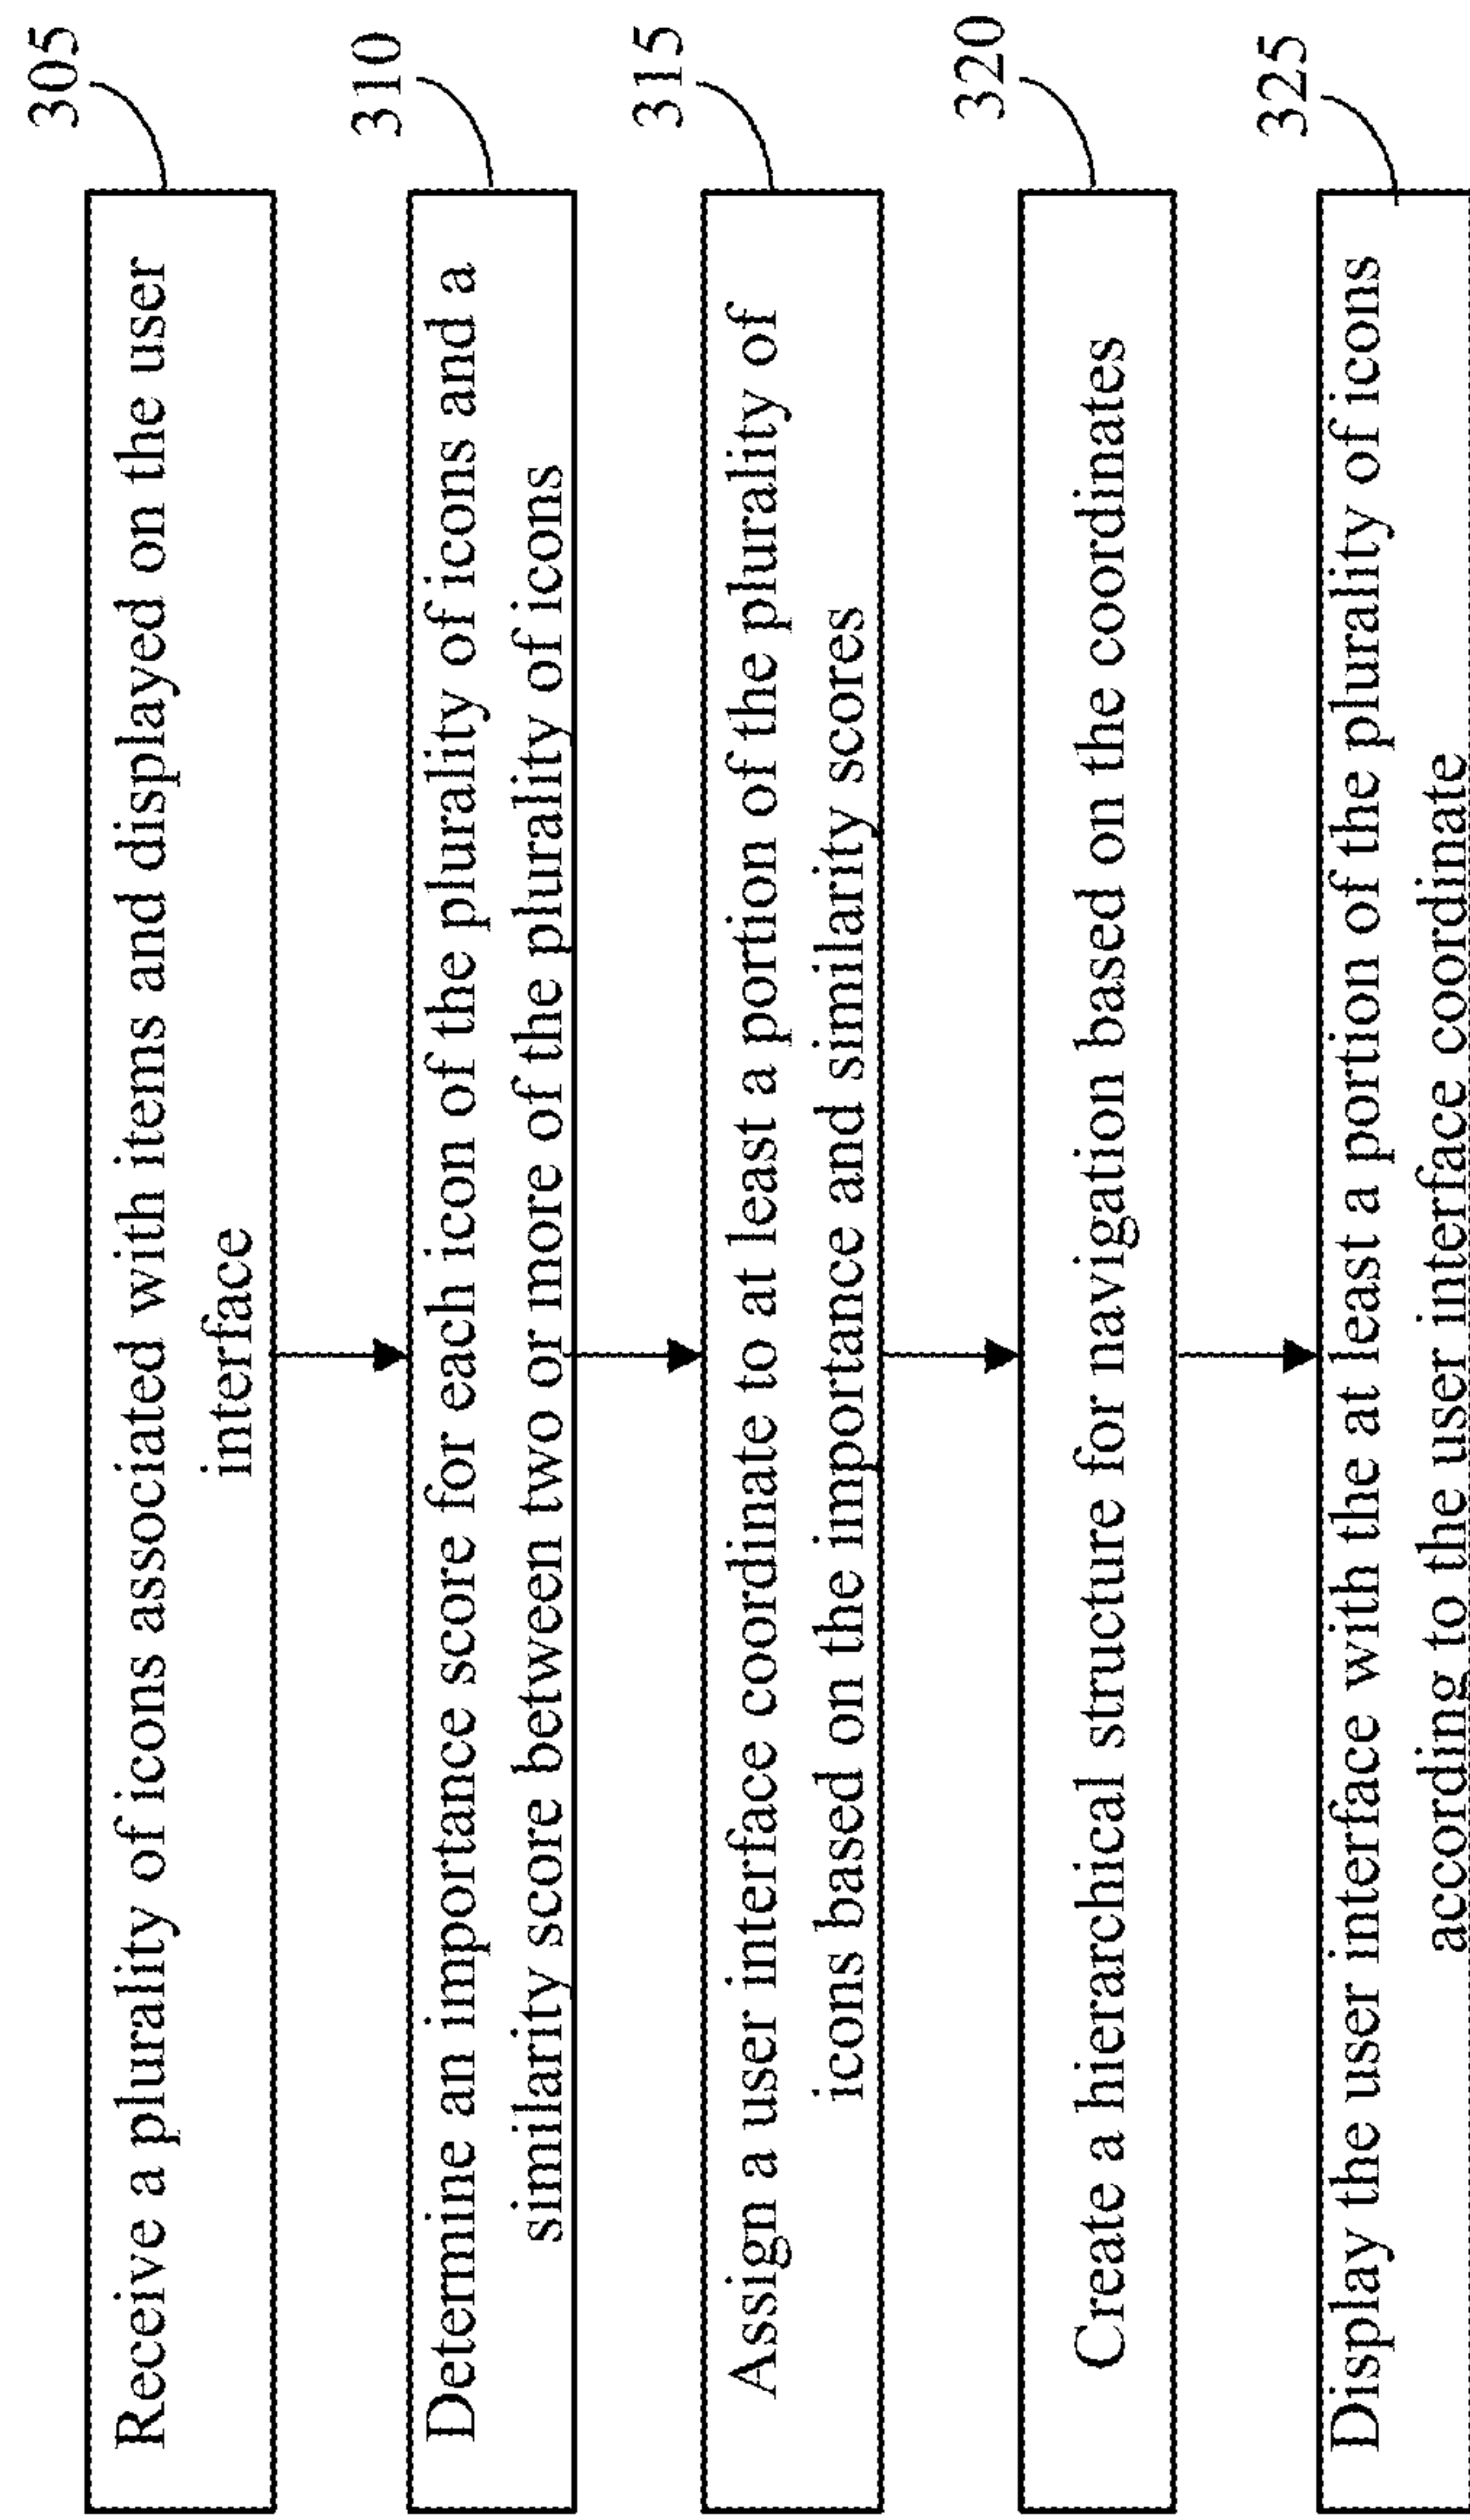 305
Receive a plurality of icons associated with items and displayed on the user
interface
310
Determine an importance score for each icon of the plurality of icons and a
similarity score between two or more of the plurality of icons
315
Assign a user interface coordinate to at least a portion of the plurality of
icons based on the importance and similarity scores
320
Create a hierarchical structure for navigation based on the coordinates
325
Display the user interface with the at least a portion of the plurality of icons
according to the user interface coordinate